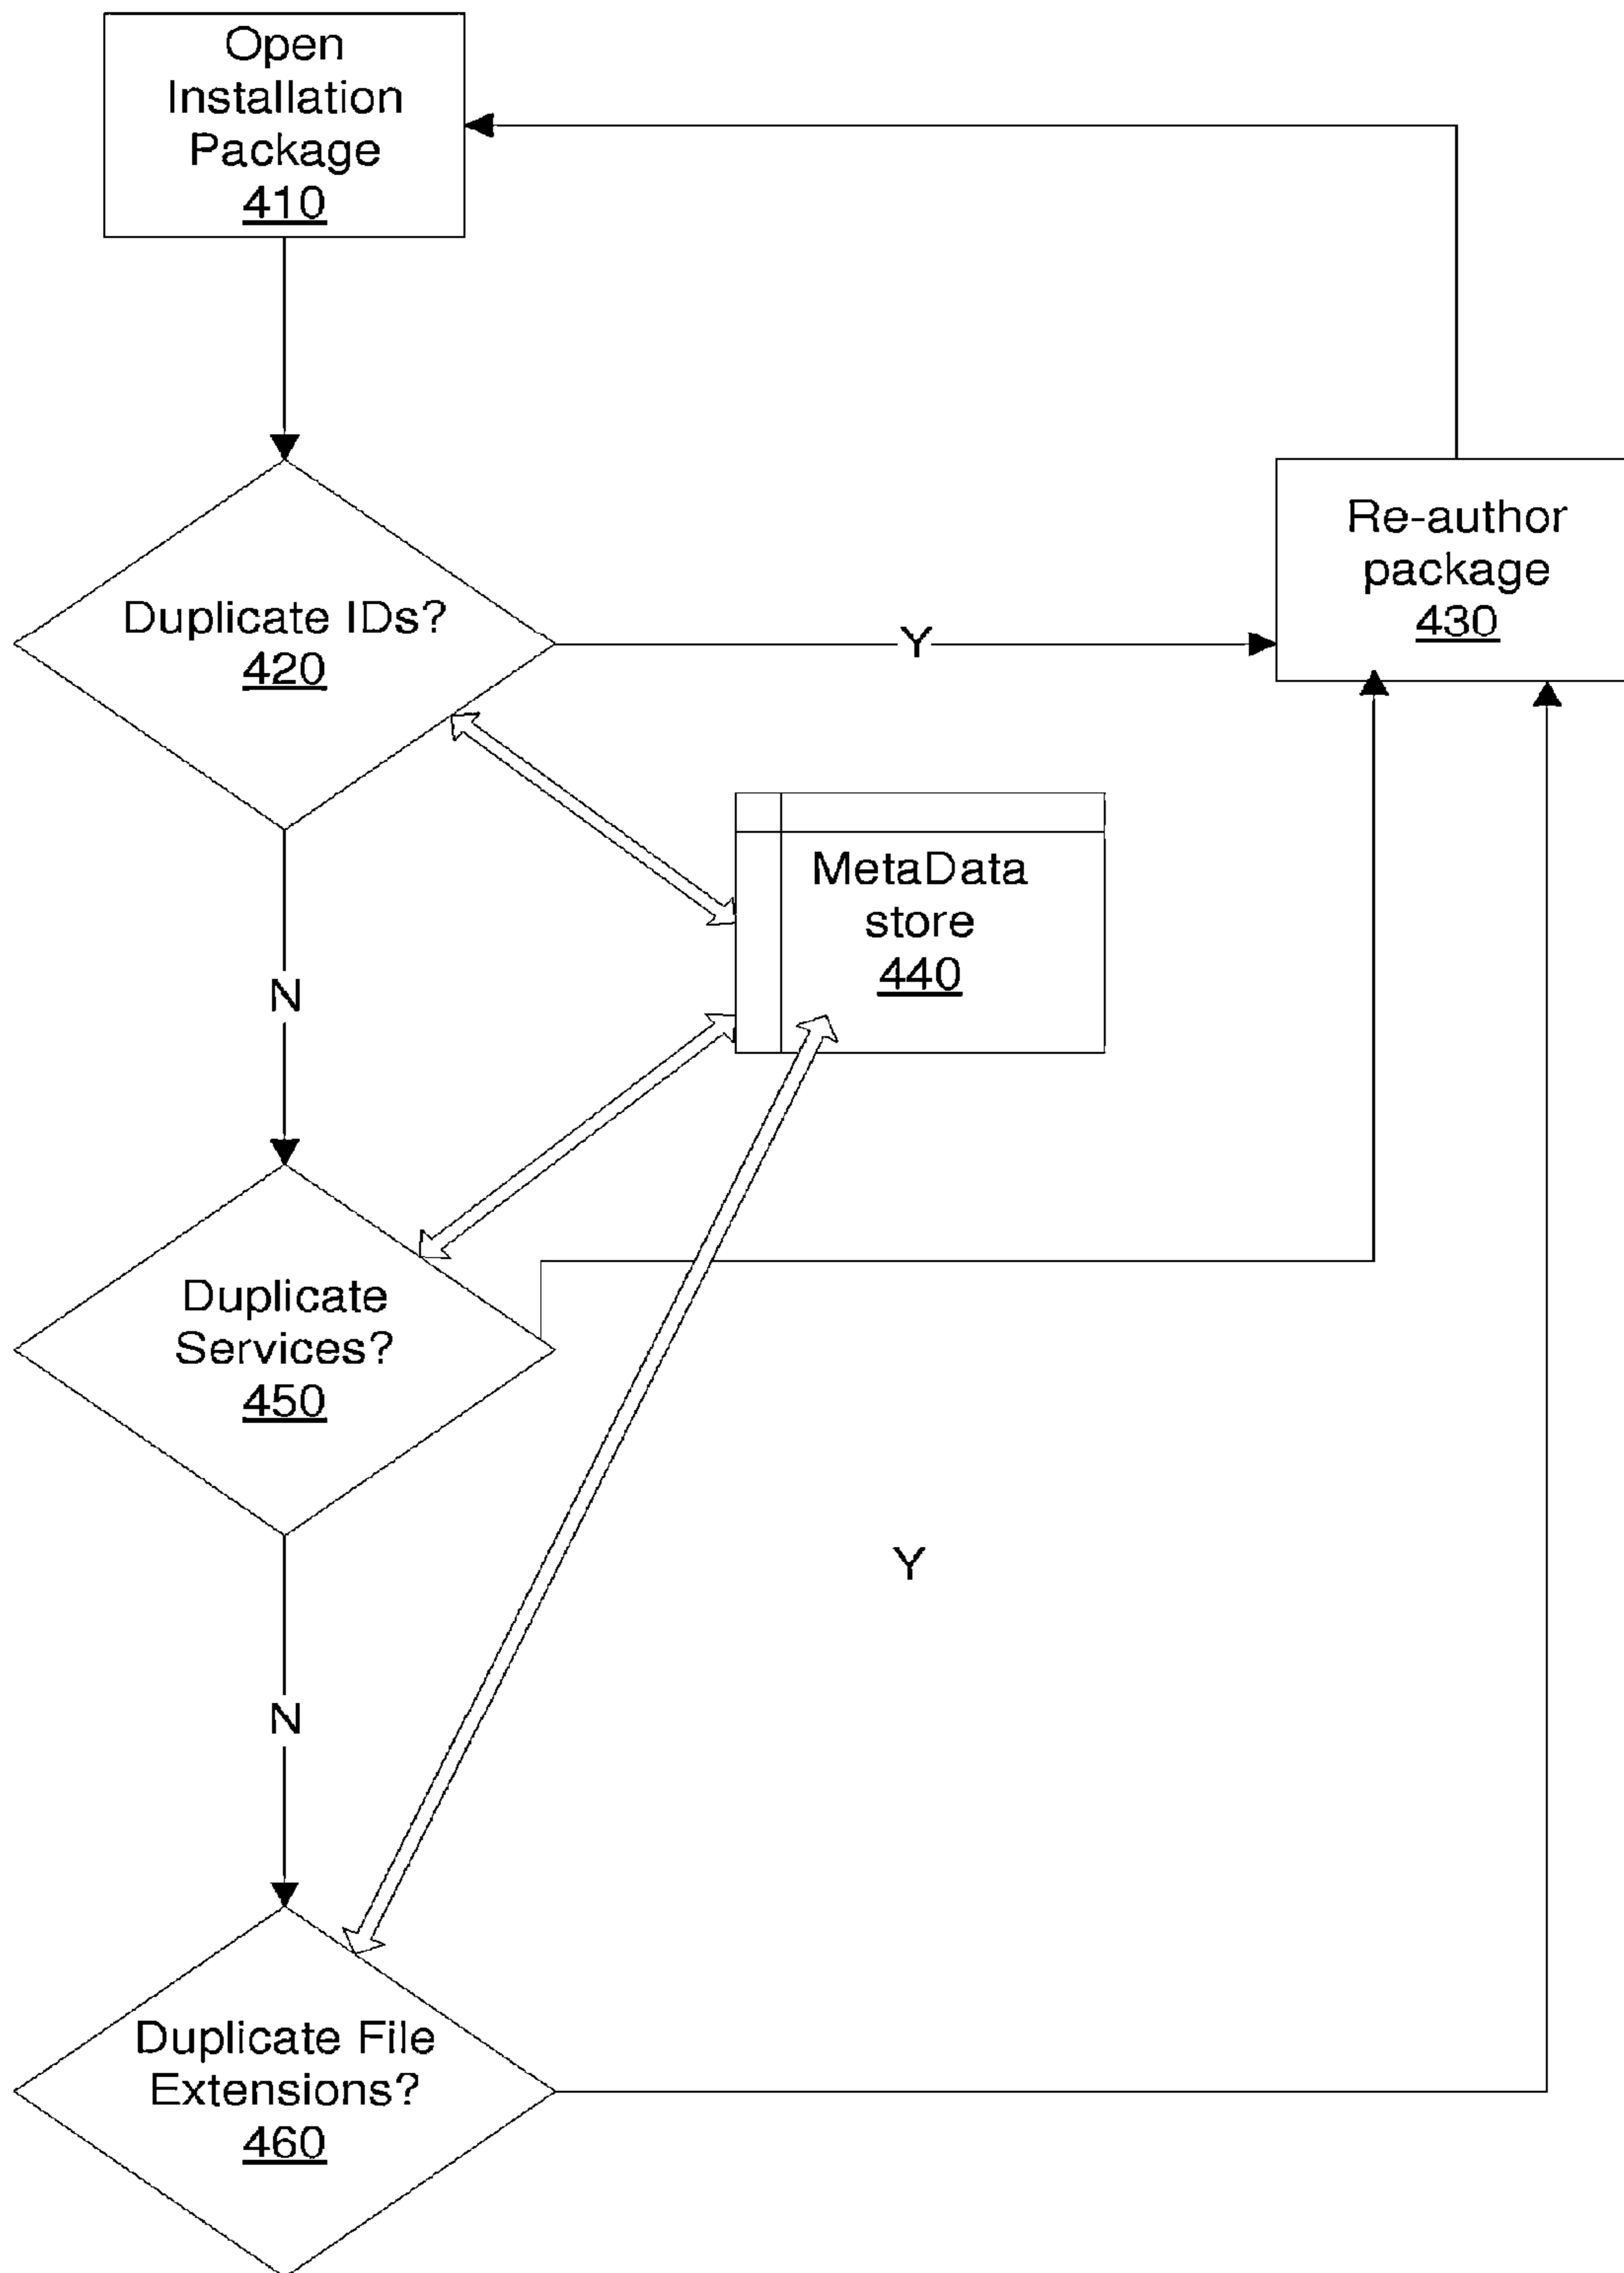 Open
Installation
Package
410
Re-author
package
430
Duplicate IDs?
420
Y
MetaData
store
440
N
Duplicate
Services?
450
Y
N
Duplicate File
Extensions?
460